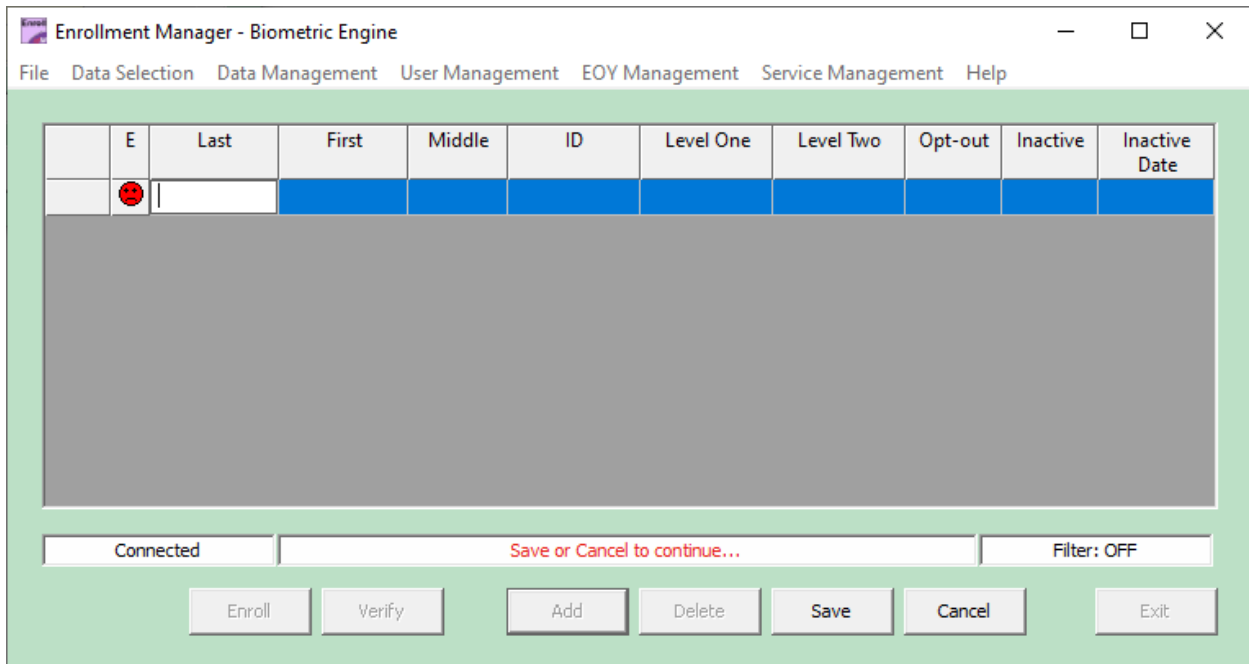 Enroll
Enrollment Manager - Biometric Engine
File Data Selection Data Management User Management EOY Management Service Management Help
E Last First Middle ID Level One Level Two Opt-out Inactive Inactive
Date
Connected Save or Cancel to continue... Filter: OFF
Enroll Verify Add Delete Save Cancel Exit